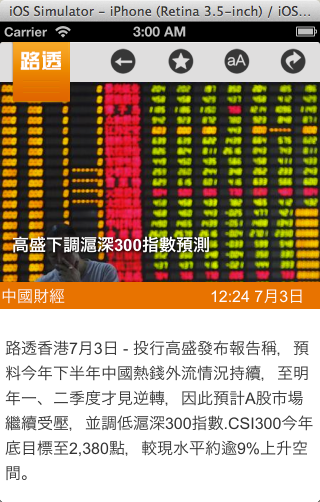 iOS Simulator - iPhone (Retina 3.5-inch) / iOS...
Carrier 3:00 AM
路透 aA
高盛下調滬深300指數預測
中國財經 12:24 7月3日
路透香港7月3日 - 投行高盛發布報告稱，預
料今年下半年中國熱錢外流情況持續，至明
年一、二季度才見逆轉，因此預計A股市場
繼續受壓，並調低滬深300指數.CSI300今年
底目標至2,380點，較現水平約逾9%上升空
間。